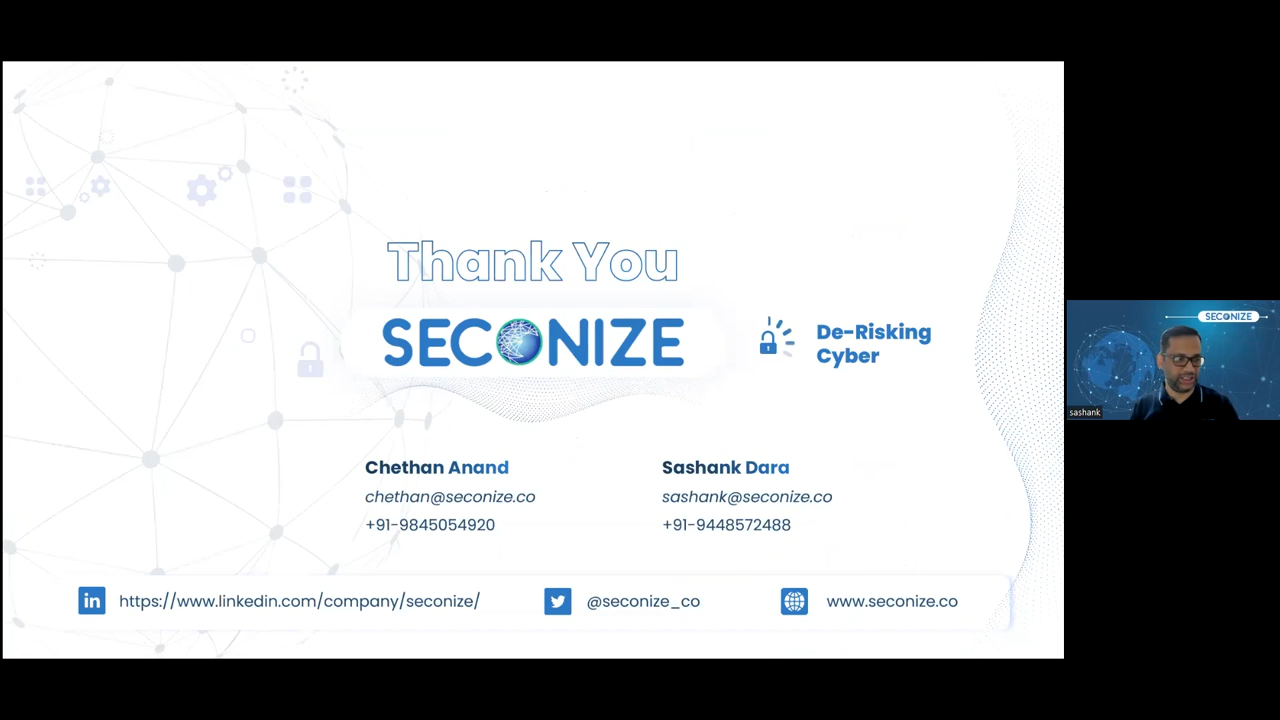 Thank You
SECONIZE
De-Risking
Cyber
Chethan Anand
chethan@seconize.co
+91-9845054920
Sashank Dara
sashank@seconize.co
+91-9448572488
https://www.linkedin.com/company/seconize/
@seconize_co
www.seconize.co
SECONIZE
sashank